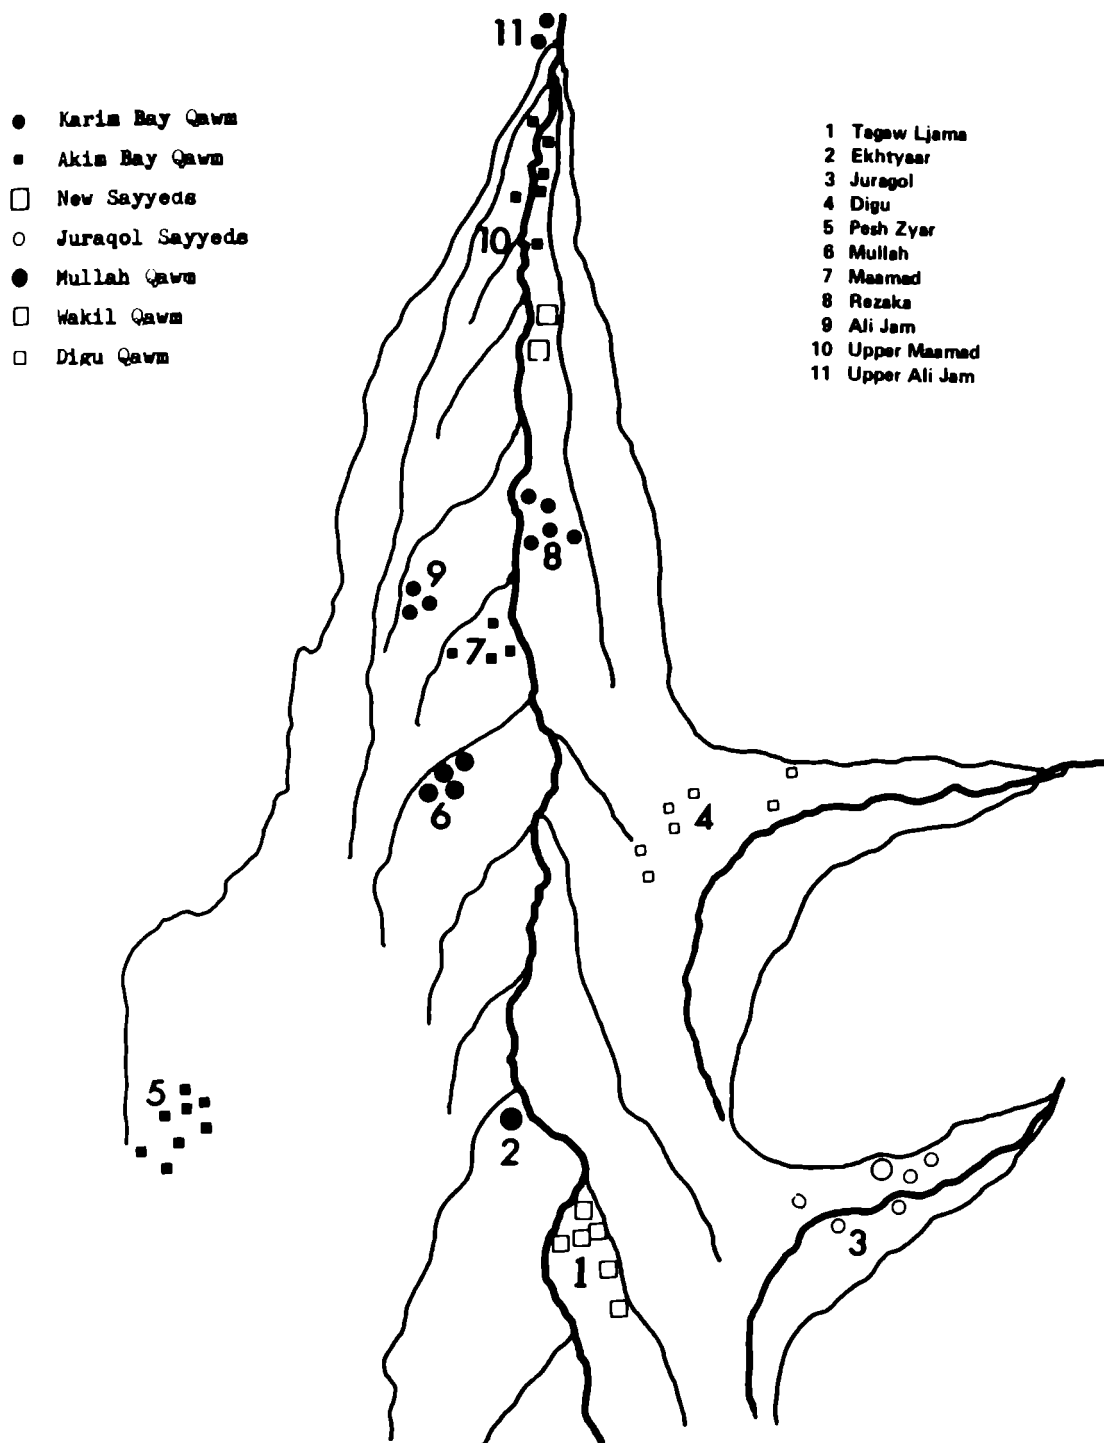 Karim Bay Qawm
Akim Bay Qawm
New Sayyeds
Juraqol Sayyeds
Mullah Qawm
Wakil Qawm
Digu Qawm
1 Tagaw Ljama
2 Ekhtyaar
3 Juragol
4 Digu
5 Pesh Zyar
6 Mullah
7 Maamad
8 Rezaka
9 Ali Jam
10 Upper Maamad
11 Upper Ali Jam
11
10
8
9
7
6
4
5
2
3
1